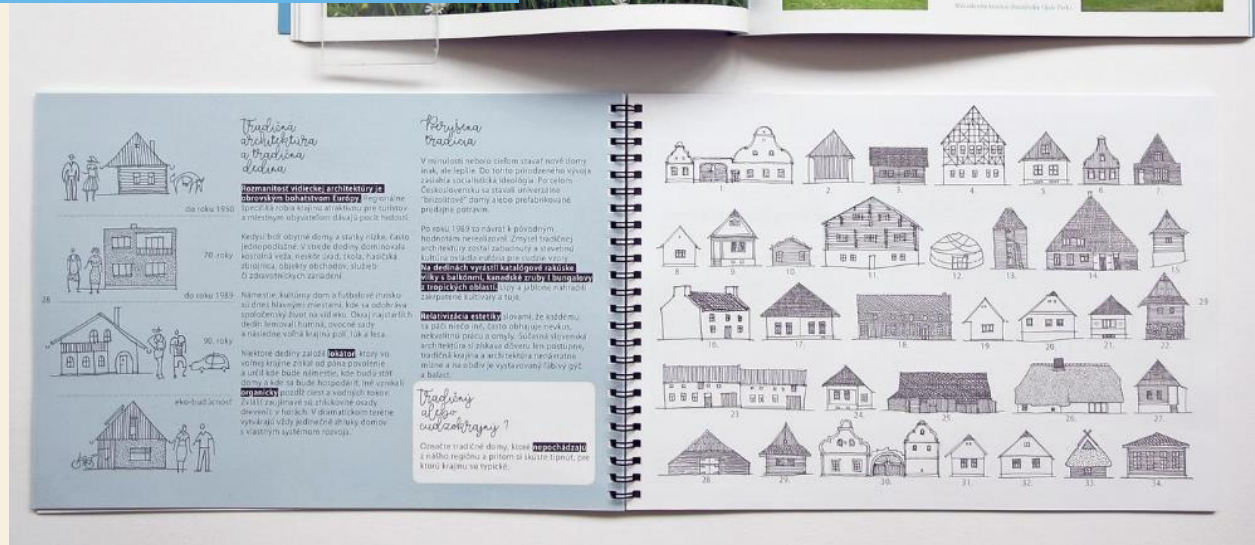 Tradičná
architektúra
a tradičná
dedina
Rozmanitosť vidieckej architektúry je
obrovským bohatstvom Európy. Regionálne
špecifiká robia krajinu atraktívnou pre turistov
a miestnym obyvateľom dávajú pocit hrdosti.
Kedysi boli obytné domy a statky nízke, často
jednopodlažné. V strede dediny dominovala
kostolná veža, neskôr úrad, škola, hasičská
zbrojnica, objekty obchodov, služieb
či zdravotníckych zariadení.
Námestie, kultúrny dom a futbalové ihrisko
sú dnes hlavnými miestami, kde sa odohráva
spoločenský život na vidieku. Okraj najstarších
dedín lemovali humná, ovocné sady
a následne voľná krajina polí, lúk a lesa.
Niektoré dediny založil lokátor, ktorý vo
voľnej krajine získal od pána povolenie
a určil kde bude námestie, kde budú stáť
domy a kde sa bude hospodáriť. Iné vznikali
organicky pozdĺž ciest a vodných tokov.
Zvlášť zaujímavé sú zhlukovité osady
dreveníc v horách. V dramatickom teréne
vytvárajú vždy jedinečné zhluky domov
s vlastným systémom rozvoja.
do roku 1950
70. roky
do roku 1989
90. roky
eko-budúcnosť
28
tradícia
V minulosti nebolo cieľom stavať nové domy
inak, ale lepšie. Do tohto prirodzeného vývoja
zasiahla socialistická ideológia. Po celom
Československu sa stavali univerzálne
"brizolitové" domy alebo prefabrikované
predajne potravín.
Po roku 1989 sa návrat k pôvodným
hodnotám nerealizoval. Zmysel tradičnej
architektúry zostal zabudnutý a stavebnú
kultúru ovládla eufória pre cudzie vzory.
Na dedinách vyrástli katalógové rakúske
vilky s balkónmi, kanadské zruby i bungalovy
z tropických oblastí. Lipy a jablone nahradili
zakrpatené kultivary a tuje.
Relativizácia estetiky slovami, že každému
sa páči niečo iné, často obhajuje nevkus,
nekvalitnú prácu a omyly. Súčasná slovenská
architektúra si získava dôveru len postupne,
tradičná krajina a architektúra nenávratne
mizne a na obdiv je vystavovaný ľúbivý gýč
a balast.
Tradičný
alebo
cudzokrajný?
Označte tradičné domy, ktoré nepochádzajú
z nášho regiónu a pritom si skúste tipnúť, pre
ktorú krajinu sú typické.
1. 2. 3. 4. 5. 6. 7.
8. 9. 10. 11. 12. 13. 14. 15.
16. 17. 18. 19. 20. 21. 22.
23. 24. 25. 26. 27.
28. 29. 30. 31. 32. 33. 34.
29